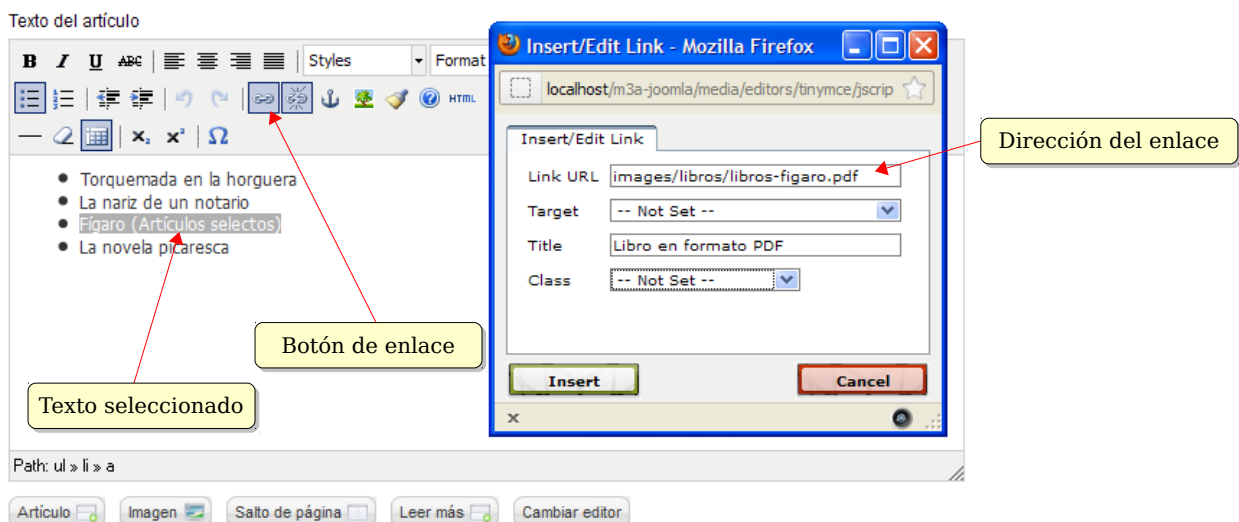 Texto del artículo
B I U ABC Styles Format
HTML
x₂ x² Ω
Torquemada en la horguera
La nariz de un notario
Fígaro (Artículos selectos)
La novela picaresca
Botón de enlace
Texto seleccionado
Path: ul » li » a
Artículo Imagen Salto de página Leer más Cambiar editor
Insert/Edit Link - Mozilla Firefox
localhost/m3a-joomla/media/editors/tinymce/jscrip
Insert/Edit Link
Link URL images/libros/libros-figaro.pdf
Target -- Not Set --
Title Libro en formato PDF
Class -- Not Set --
Insert Cancel
x
Dirección del enlace